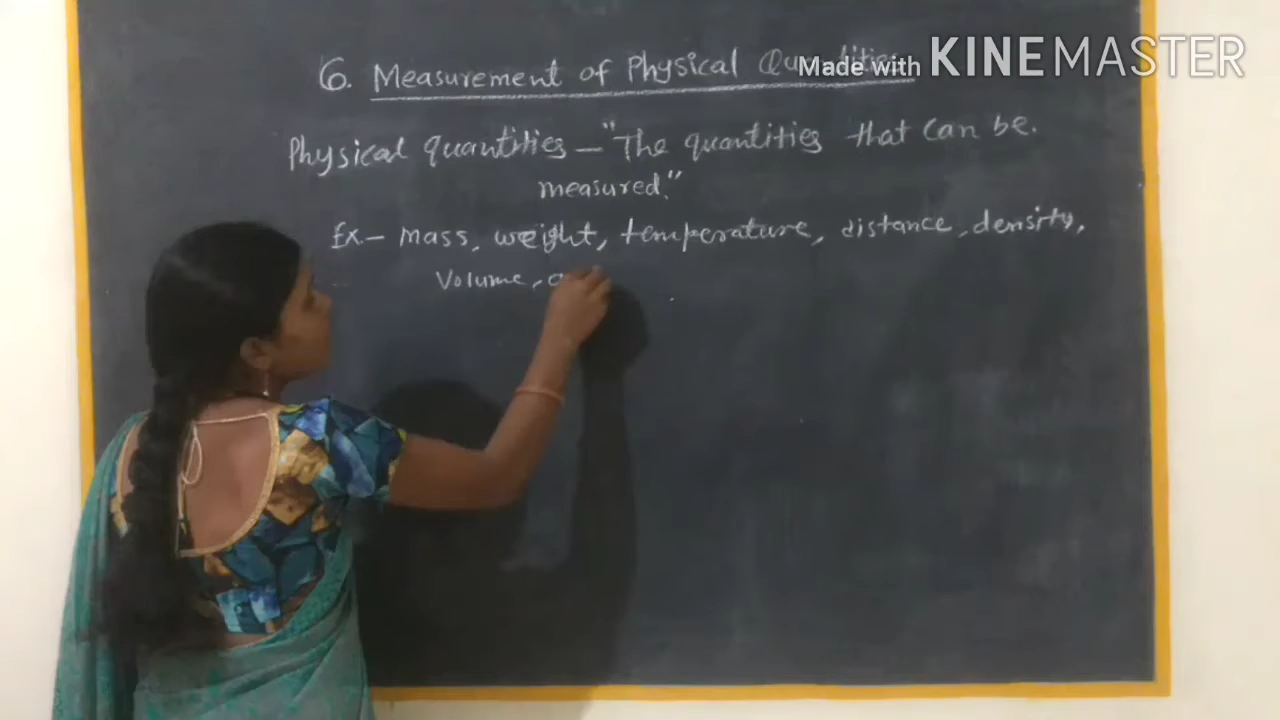 6. Measurement of Physical
Made with KINEMASTER
Physical quantities – "The quantities that can be.
measured."
Ex– Mass, weight, temperature, distance, density,
Volume,